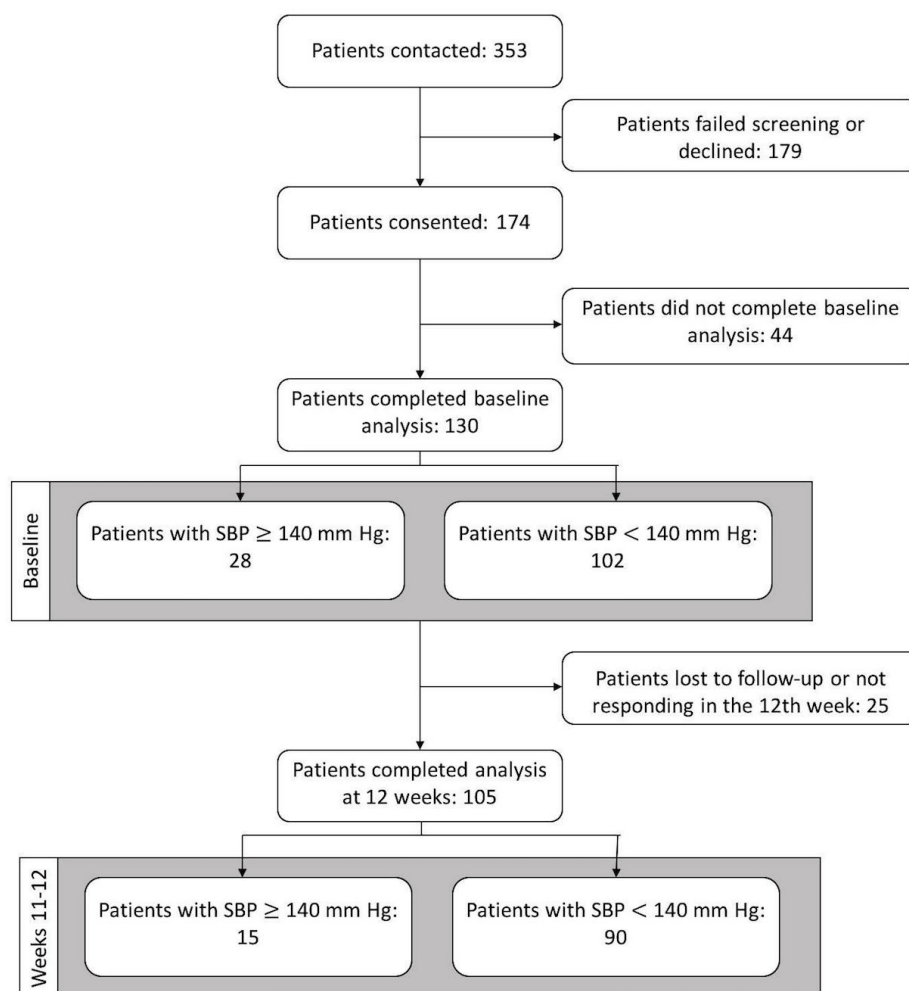 Patients contacted: 353
Patients failed screening or
declined: 179
Patients consented: 174
Patients did not complete baseline
analysis: 44
Patients completed baseline
analysis: 130
Baseline
Patients with SBP ≥ 140 mm Hg:
28
Patients with SBP < 140 mm Hg:
102
Patients lost to follow-up or not
responding in the 12th week: 25
Patients completed analysis
at 12 weeks: 105
Weeks 11-12
Patients with SBP ≥ 140 mm Hg:
15
Patients with SBP < 140 mm Hg:
90